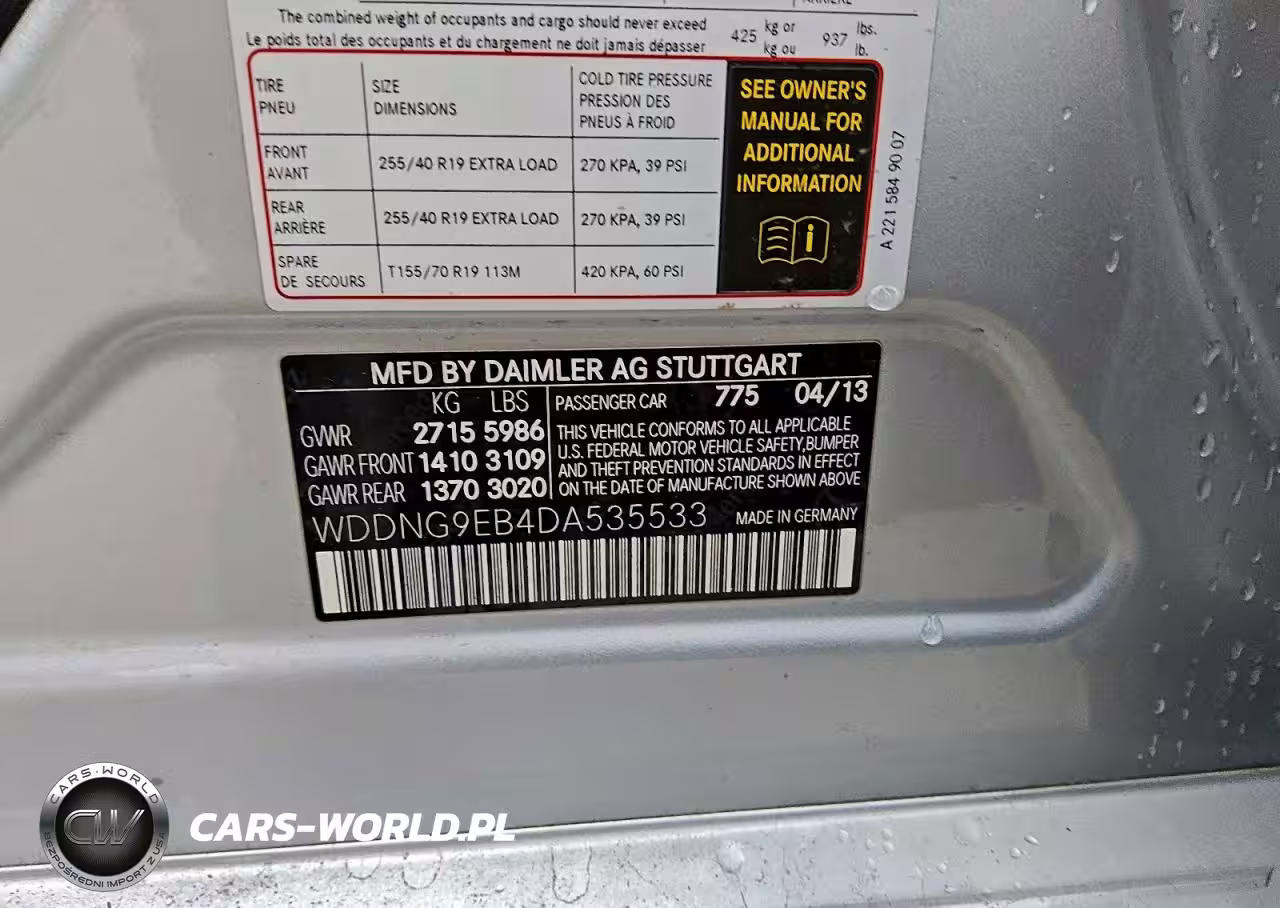 The combined weight of occupants and cargo should never exceed 425 kg or 937 lbs.
Le poids total des occupants et du chargement ne doit jamais dépasser kg ou lb.
TIRE PNEU
SIZE DIMENSIONS
COLD TIRE PRESSURE PRESSION DES PNEUS À FROID
FRONT AVANT
255/40 R19 EXTRA LOAD
270 KPA, 39 PSI
REAR ARRIÈRE
255/40 R19 EXTRA LOAD
270 KPA, 39 PSI
SPARE DE SECOURS
T155/70 R19 113M
420 KPA, 60 PSI
SEE OWNER'S
MANUAL FOR
ADDITIONAL
INFORMATION
A 221 584 90 07
MFD BY DAIMLER AG STUTTGART
KG LBS
GVWR 2715 5986
GAWR FRONT 1410 3109
GAWR REAR 1370 3020
PASSENGER CAR 775 04/13
THIS VEHICLE CONFORMS TO ALL APPLICABLE
U.S. FEDERAL MOTOR VEHICLE SAFETY,BUMPER
AND THEFT PREVENTION STANDARDS IN EFFECT
ON THE DATE OF MANUFACTURE SHOWN ABOVE
WDDNG9EB4DA535533 MADE IN GERMANY
CARS-WORLD
CW
BEZPOŚREDNI IMPORT Z USA
CARS-WORLD.PL